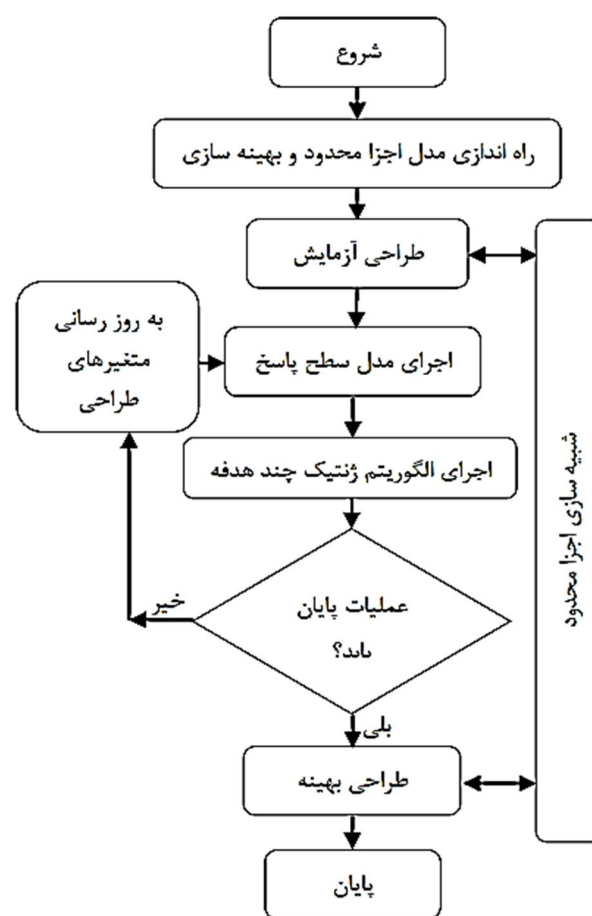 شروع
راه اندازی مدل اجزا محدود و بهینه سازی
طراحی آزمایش
به روز رسانی
متغیرهای
طراحی
اجرای مدل سطح پاسخ
اجرای الگوریتم ژنتیک چند هدفه
عملیات پایان
یابد؟
خیر
بلی
طراحی بهینه
پایان
شبیه سازی اجزا محدود